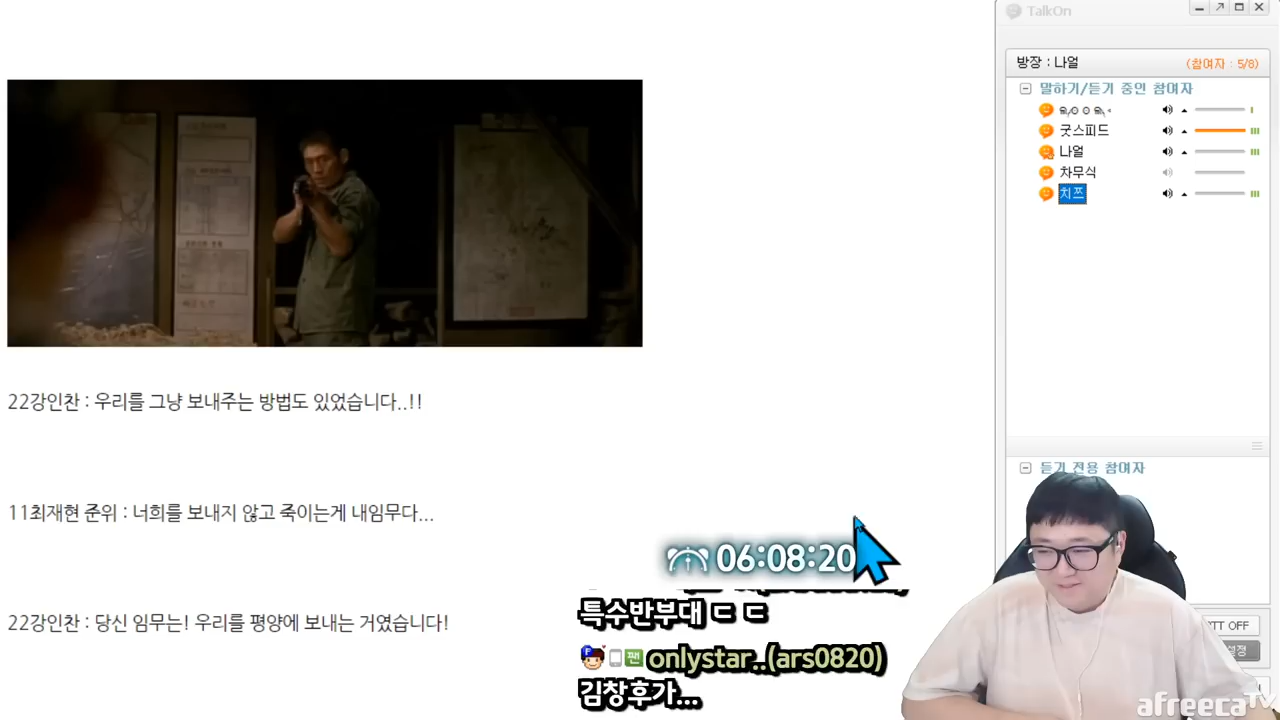 TalkOn
방장 : 나얼
(참여자 : 5/8)
말하기/듣기 중인 참여자
굿스피드
나얼
차무식
치쯔
22강인찬 : 우리를 그냥 보내주는 방법도 있었습니다..!!
듣기 전용 참여자
11최재현 준위 : 너희를 보내지 않고 죽이는게 내임무다...
06:08:20
특수반부대 ㄷ ㄷ
22강인찬 : 당신 임무는! 우리를 평양에 보내는 거였습니다!
TT OFF
설정
onlystar..(ars0820)
김창후가...
afreecaTV